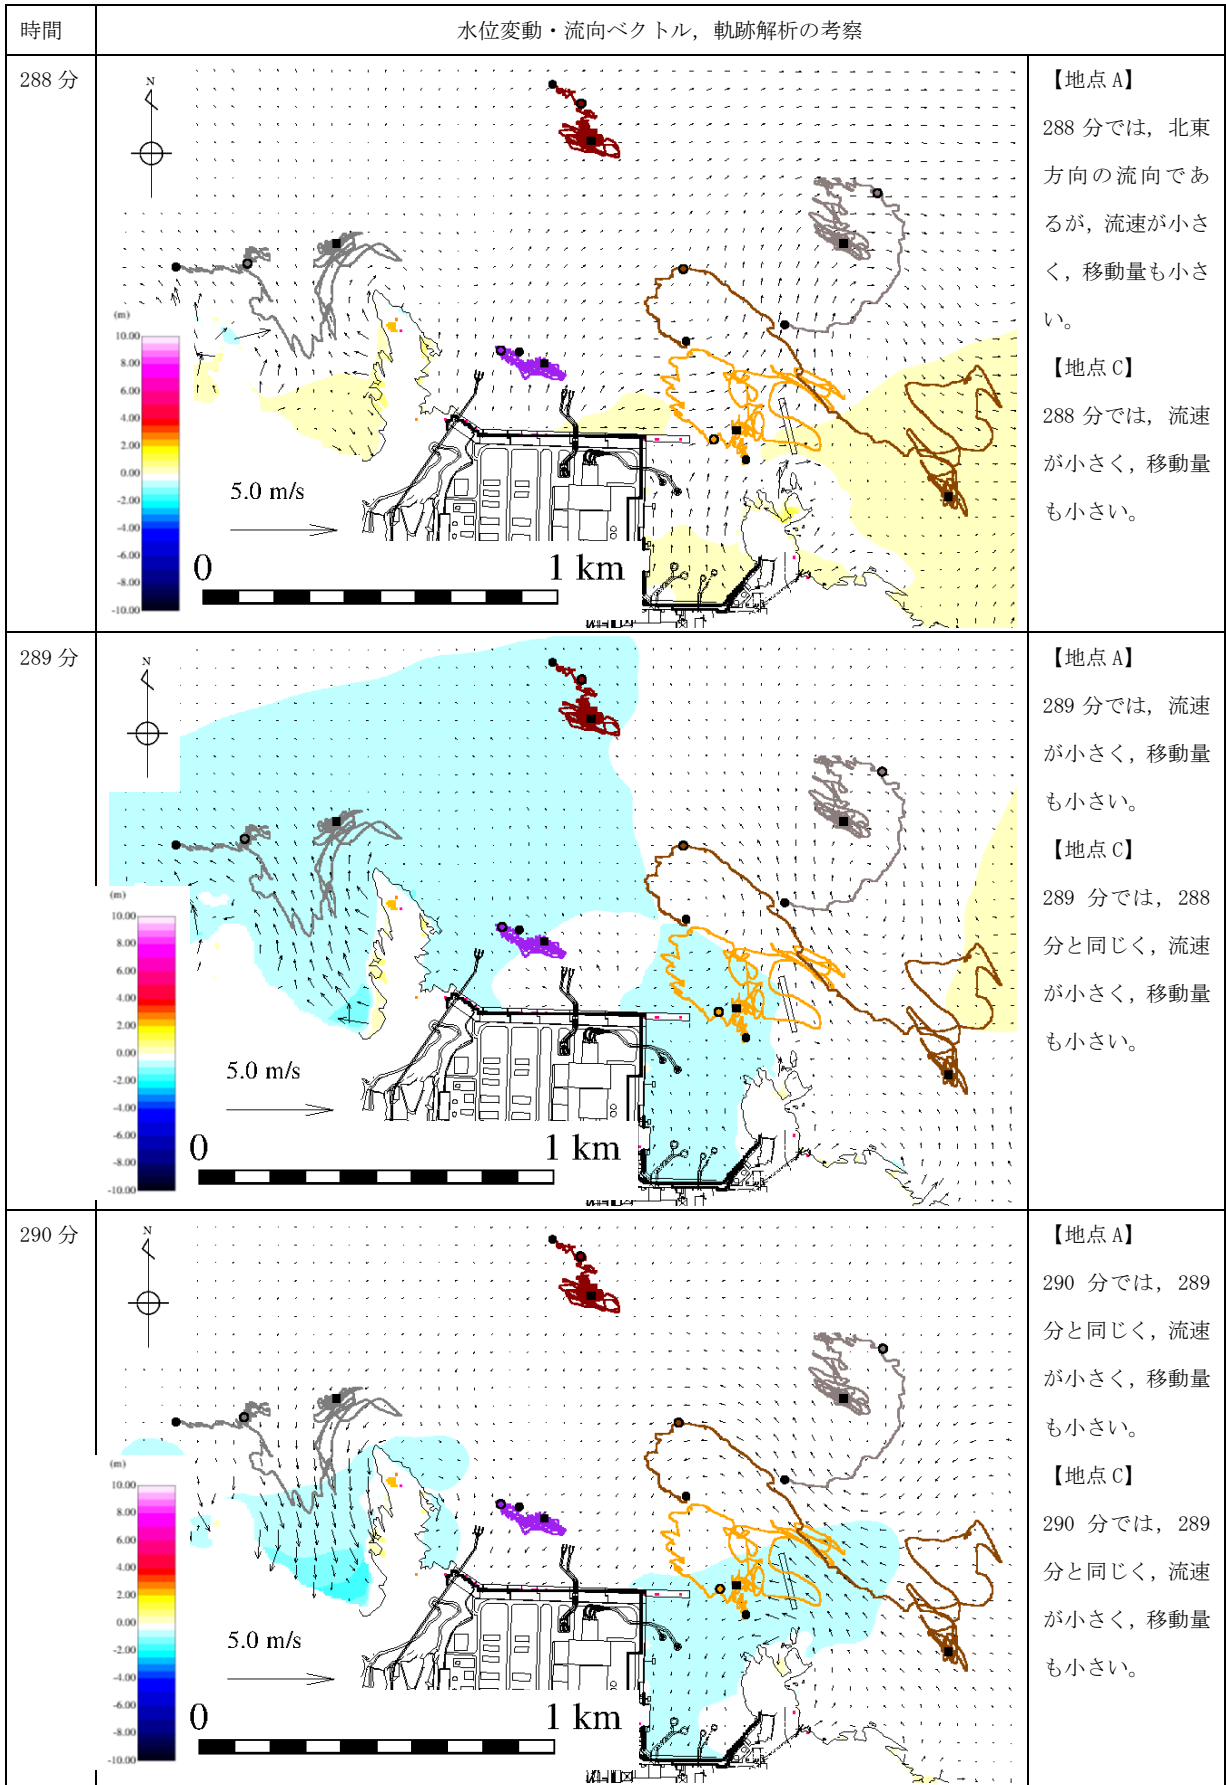 時間
水位変動・流向ベクトル，軌跡解析の考察
288 分
N
(m)
10.00
8.00
6.00
4.00
2.00
0.00
-2.00
-4.00
-6.00
-8.00
-10.00
5.0 m/s
0
1 km
【地点 A】
288 分では，北東
方向の流向であ
るが，流速が小さ
く，移動量も小さ
い。
【地点 C】
288 分では，流速
が小さく，移動量
も小さい。
289 分
N
(m)
10.00
8.00
6.00
4.00
2.00
0.00
-2.00
-4.00
-6.00
-8.00
-10.00
5.0 m/s
0
1 km
【地点 A】
289 分では，流速
が小さく，移動量
も小さい。
【地点 C】
289 分では，288
分と同じく，流速
が小さく，移動量
も小さい。
290 分
N
(m)
10.00
8.00
6.00
4.00
2.00
0.00
-2.00
-4.00
-6.00
-8.00
-10.00
5.0 m/s
0
1 km
【地点 A】
290 分では，289
分と同じく，流速
が小さく，移動量
も小さい。
【地点 C】
290 分では，289
分と同じく，流速
が小さく，移動量
も小さい。